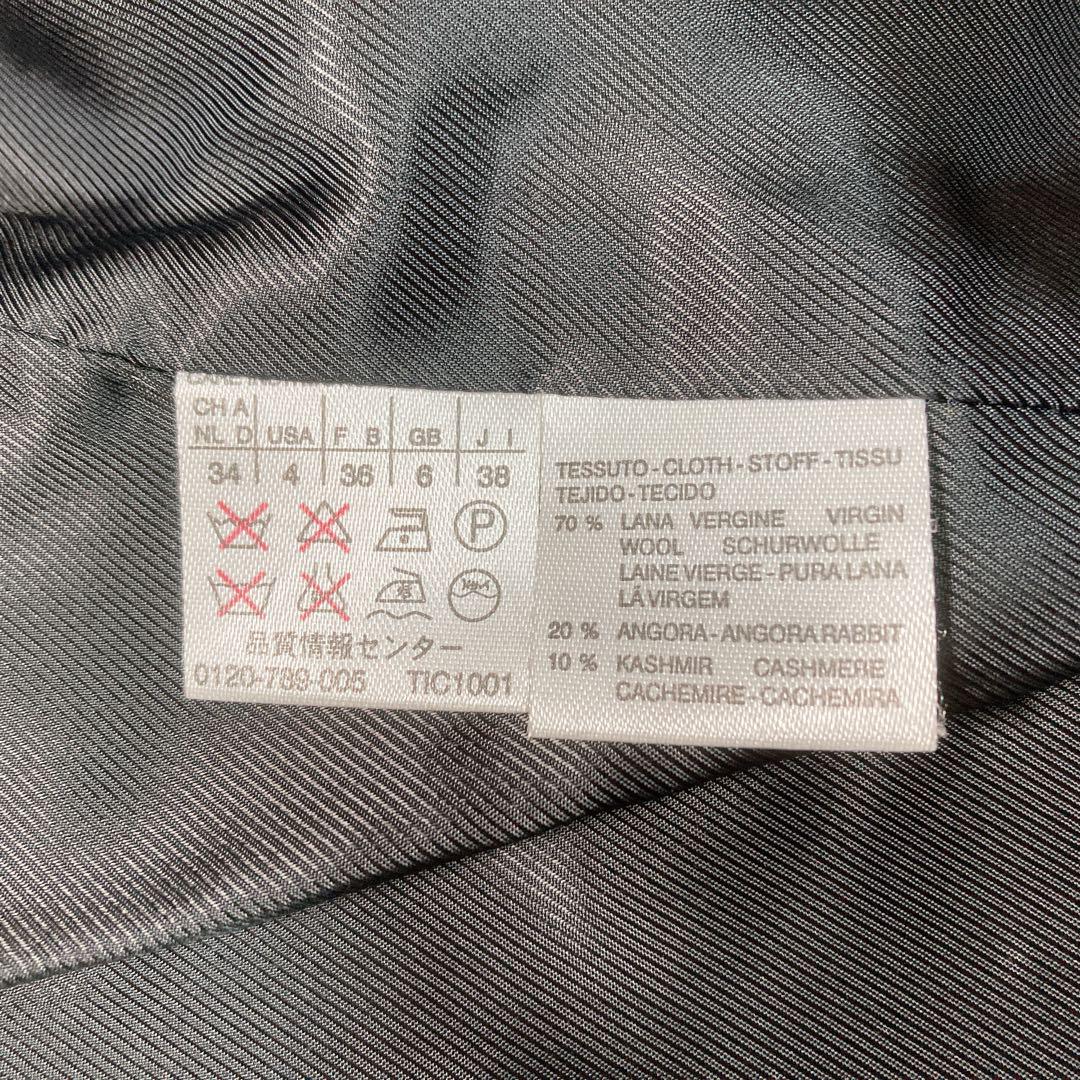 CH A
NL D USA F B GB J I
34 4 36 6 38
P
品質情報センター
0120-789-005 TIC1001
TESSUTO-CLOTH-STOFF-TISSU
TEJIDO-TECIDO
70 % LANA VERGINE VIRGIN
WOOL SCHURWOLLE
LAINE VIERGE-PURA LANA
LÃ VIRGEM
20 % ANGORA-ANGORA RABBIT
10 % KASHMIR CASHMERE
CACHEMIRE-CACHEMIRA